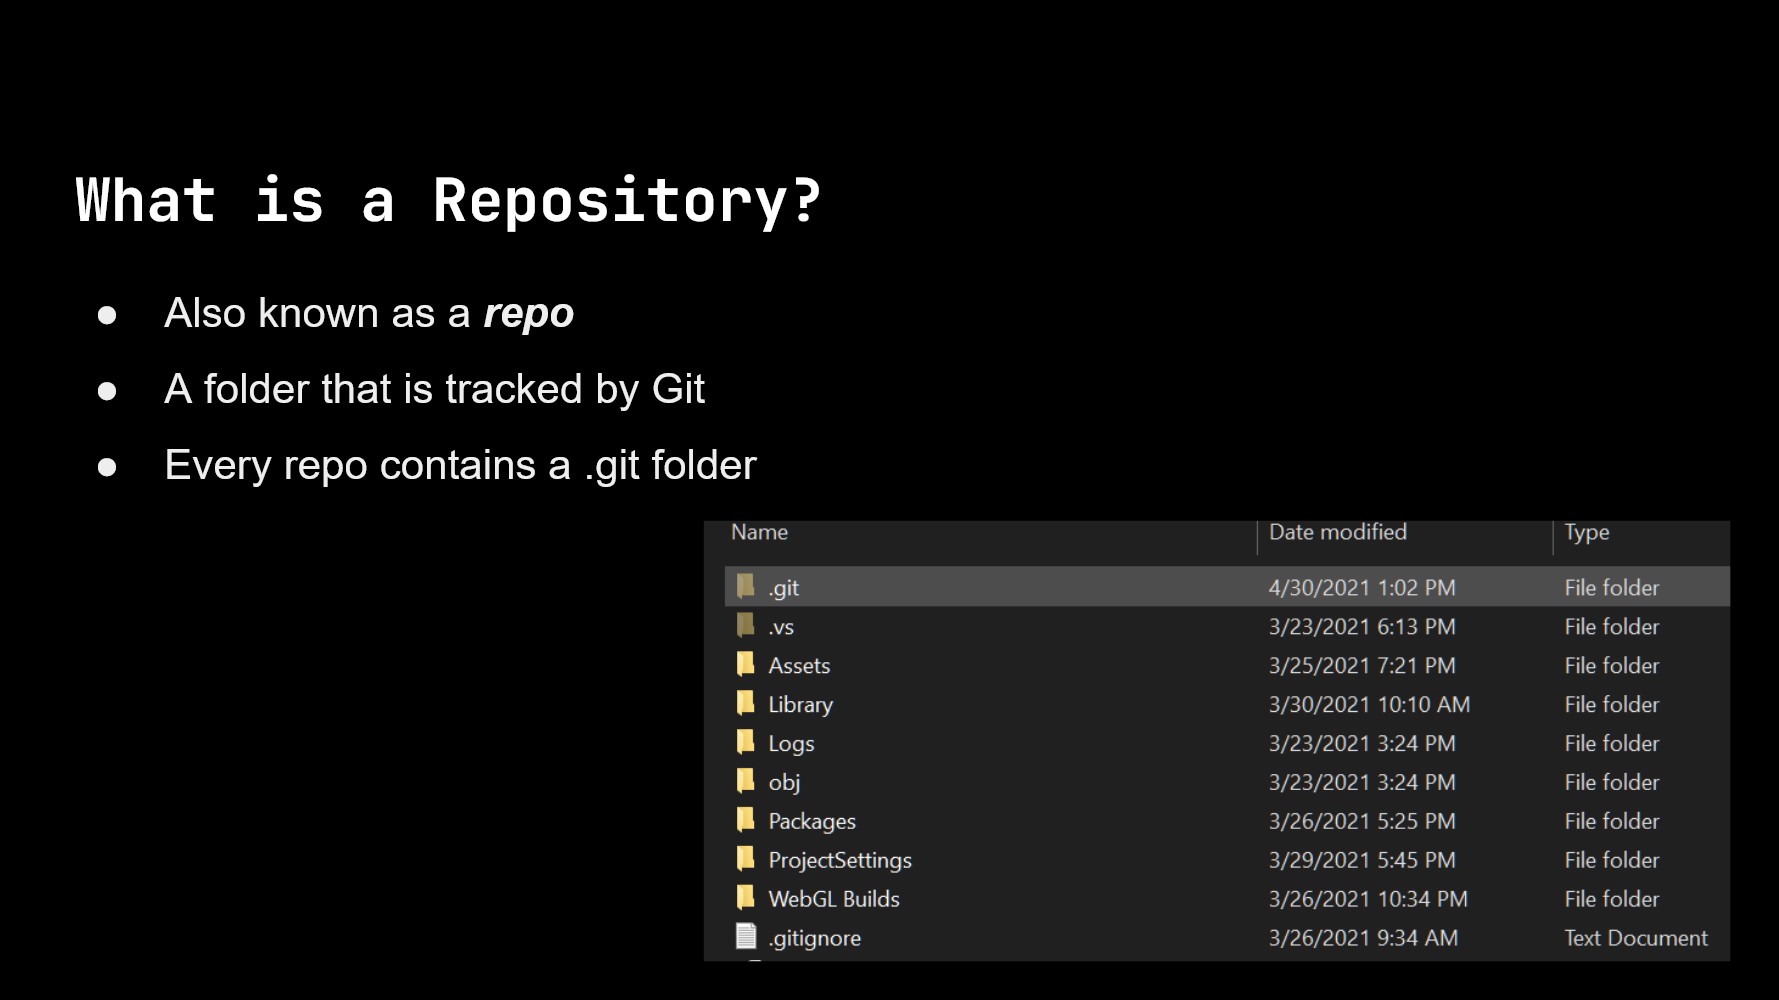 What is a Repository?
● Also known as a repo
● A folder that is tracked by Git
● Every repo contains a .git folder
Name Date modified Type
.git 4/30/2021 1:02 PM File folder
.vs 3/23/2021 6:13 PM File folder
Assets 3/25/2021 7:21 PM File folder
Library 3/30/2021 10:10 AM File folder
Logs 3/23/2021 3:24 PM File folder
obj 3/23/2021 3:24 PM File folder
Packages 3/26/2021 5:25 PM File folder
ProjectSettings 3/29/2021 5:45 PM File folder
WebGL Builds 3/26/2021 10:34 PM File folder
.gitignore 3/26/2021 9:34 AM Text Document